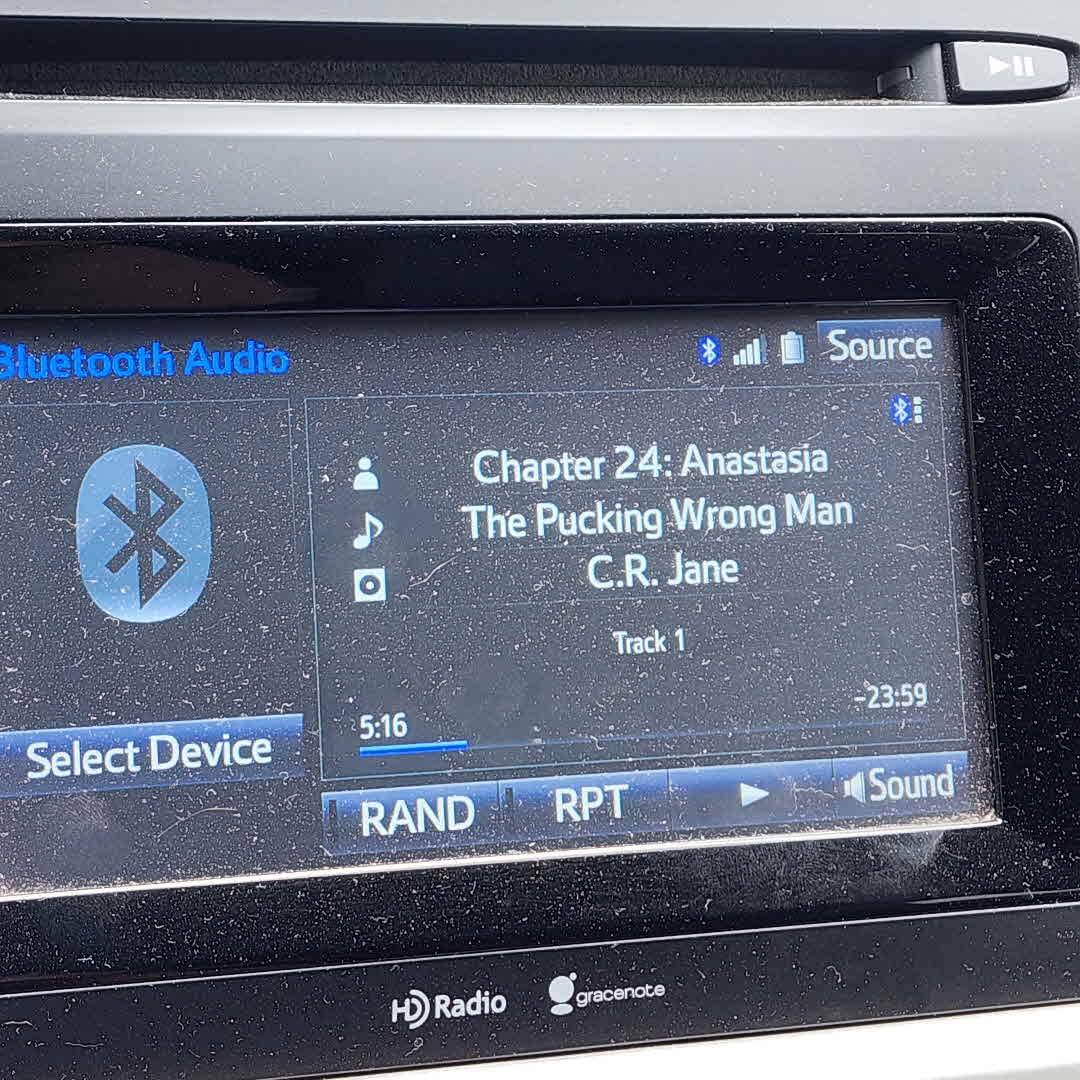 Bluetooth Audio
Source
Chapter 24: Anastasia
The Pucking Wrong Man
C.R. Jane
Track 1
5:16
-23:59
Select Device
RAND
RPT
Sound
HD Radio
gracenote